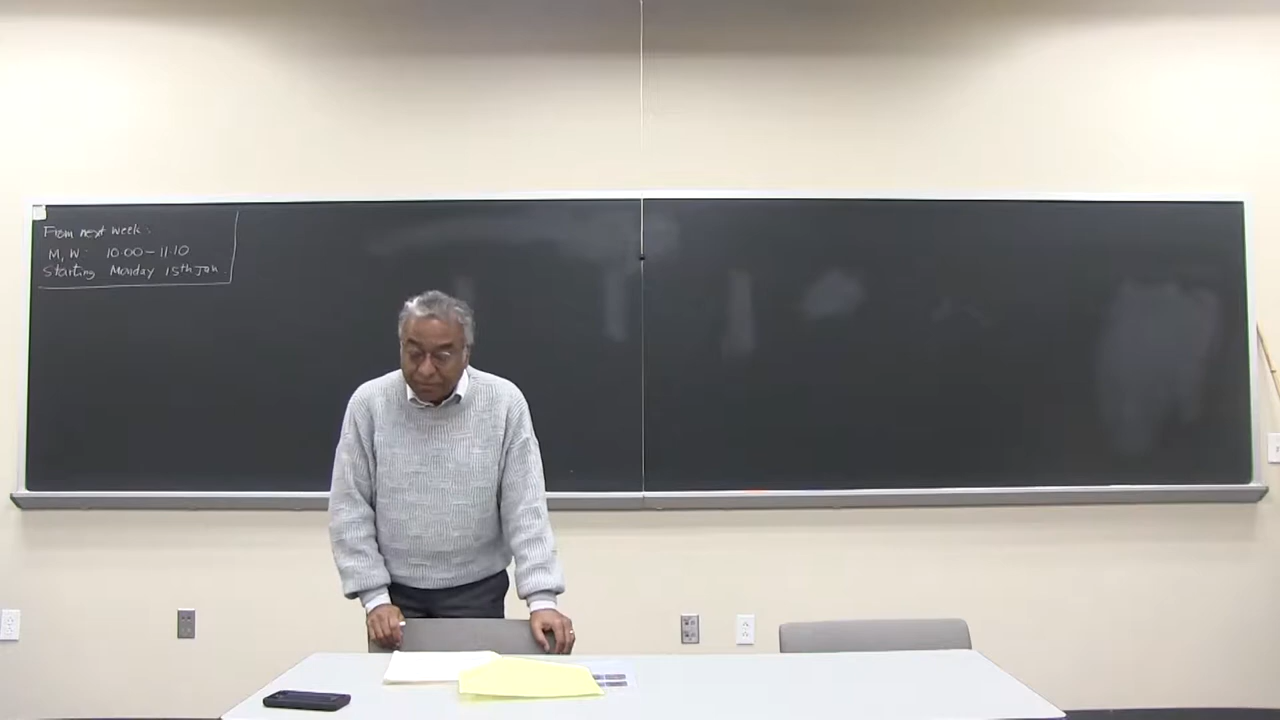 From next week:
M, W: 10:00 – 11:10
Starting Monday 15th Jan.